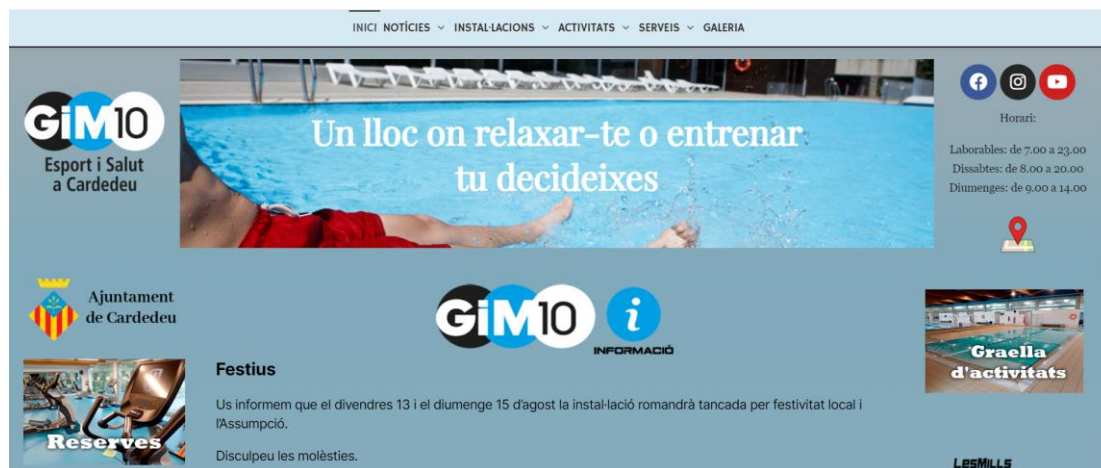 INICI NOTÍCIES INSTAL·LACIONS ACTIVITATS SERVEIS GALERIA
GiM10
Esport i Salut
a Cardedeu
Un lloc on relaxar-te o entrenar
tu decideixes
Horari:
Laborables: de 7.00 a 23.00
Dissabtes: de 8.00 a 20.00
Diumenges: de 9.00 a 14.00
Ajuntament
de Cardedeu
GiM10
i
INFORMACIÓ
Graella
d'activitats
Reserves
Festius
Us informem que el divendres 13 i el diumenge 15 d'agost la instal·lació romandrà tancada per festivitat local i
l'Assumpció.
Disculpeu les molèsties.
LESMILLS